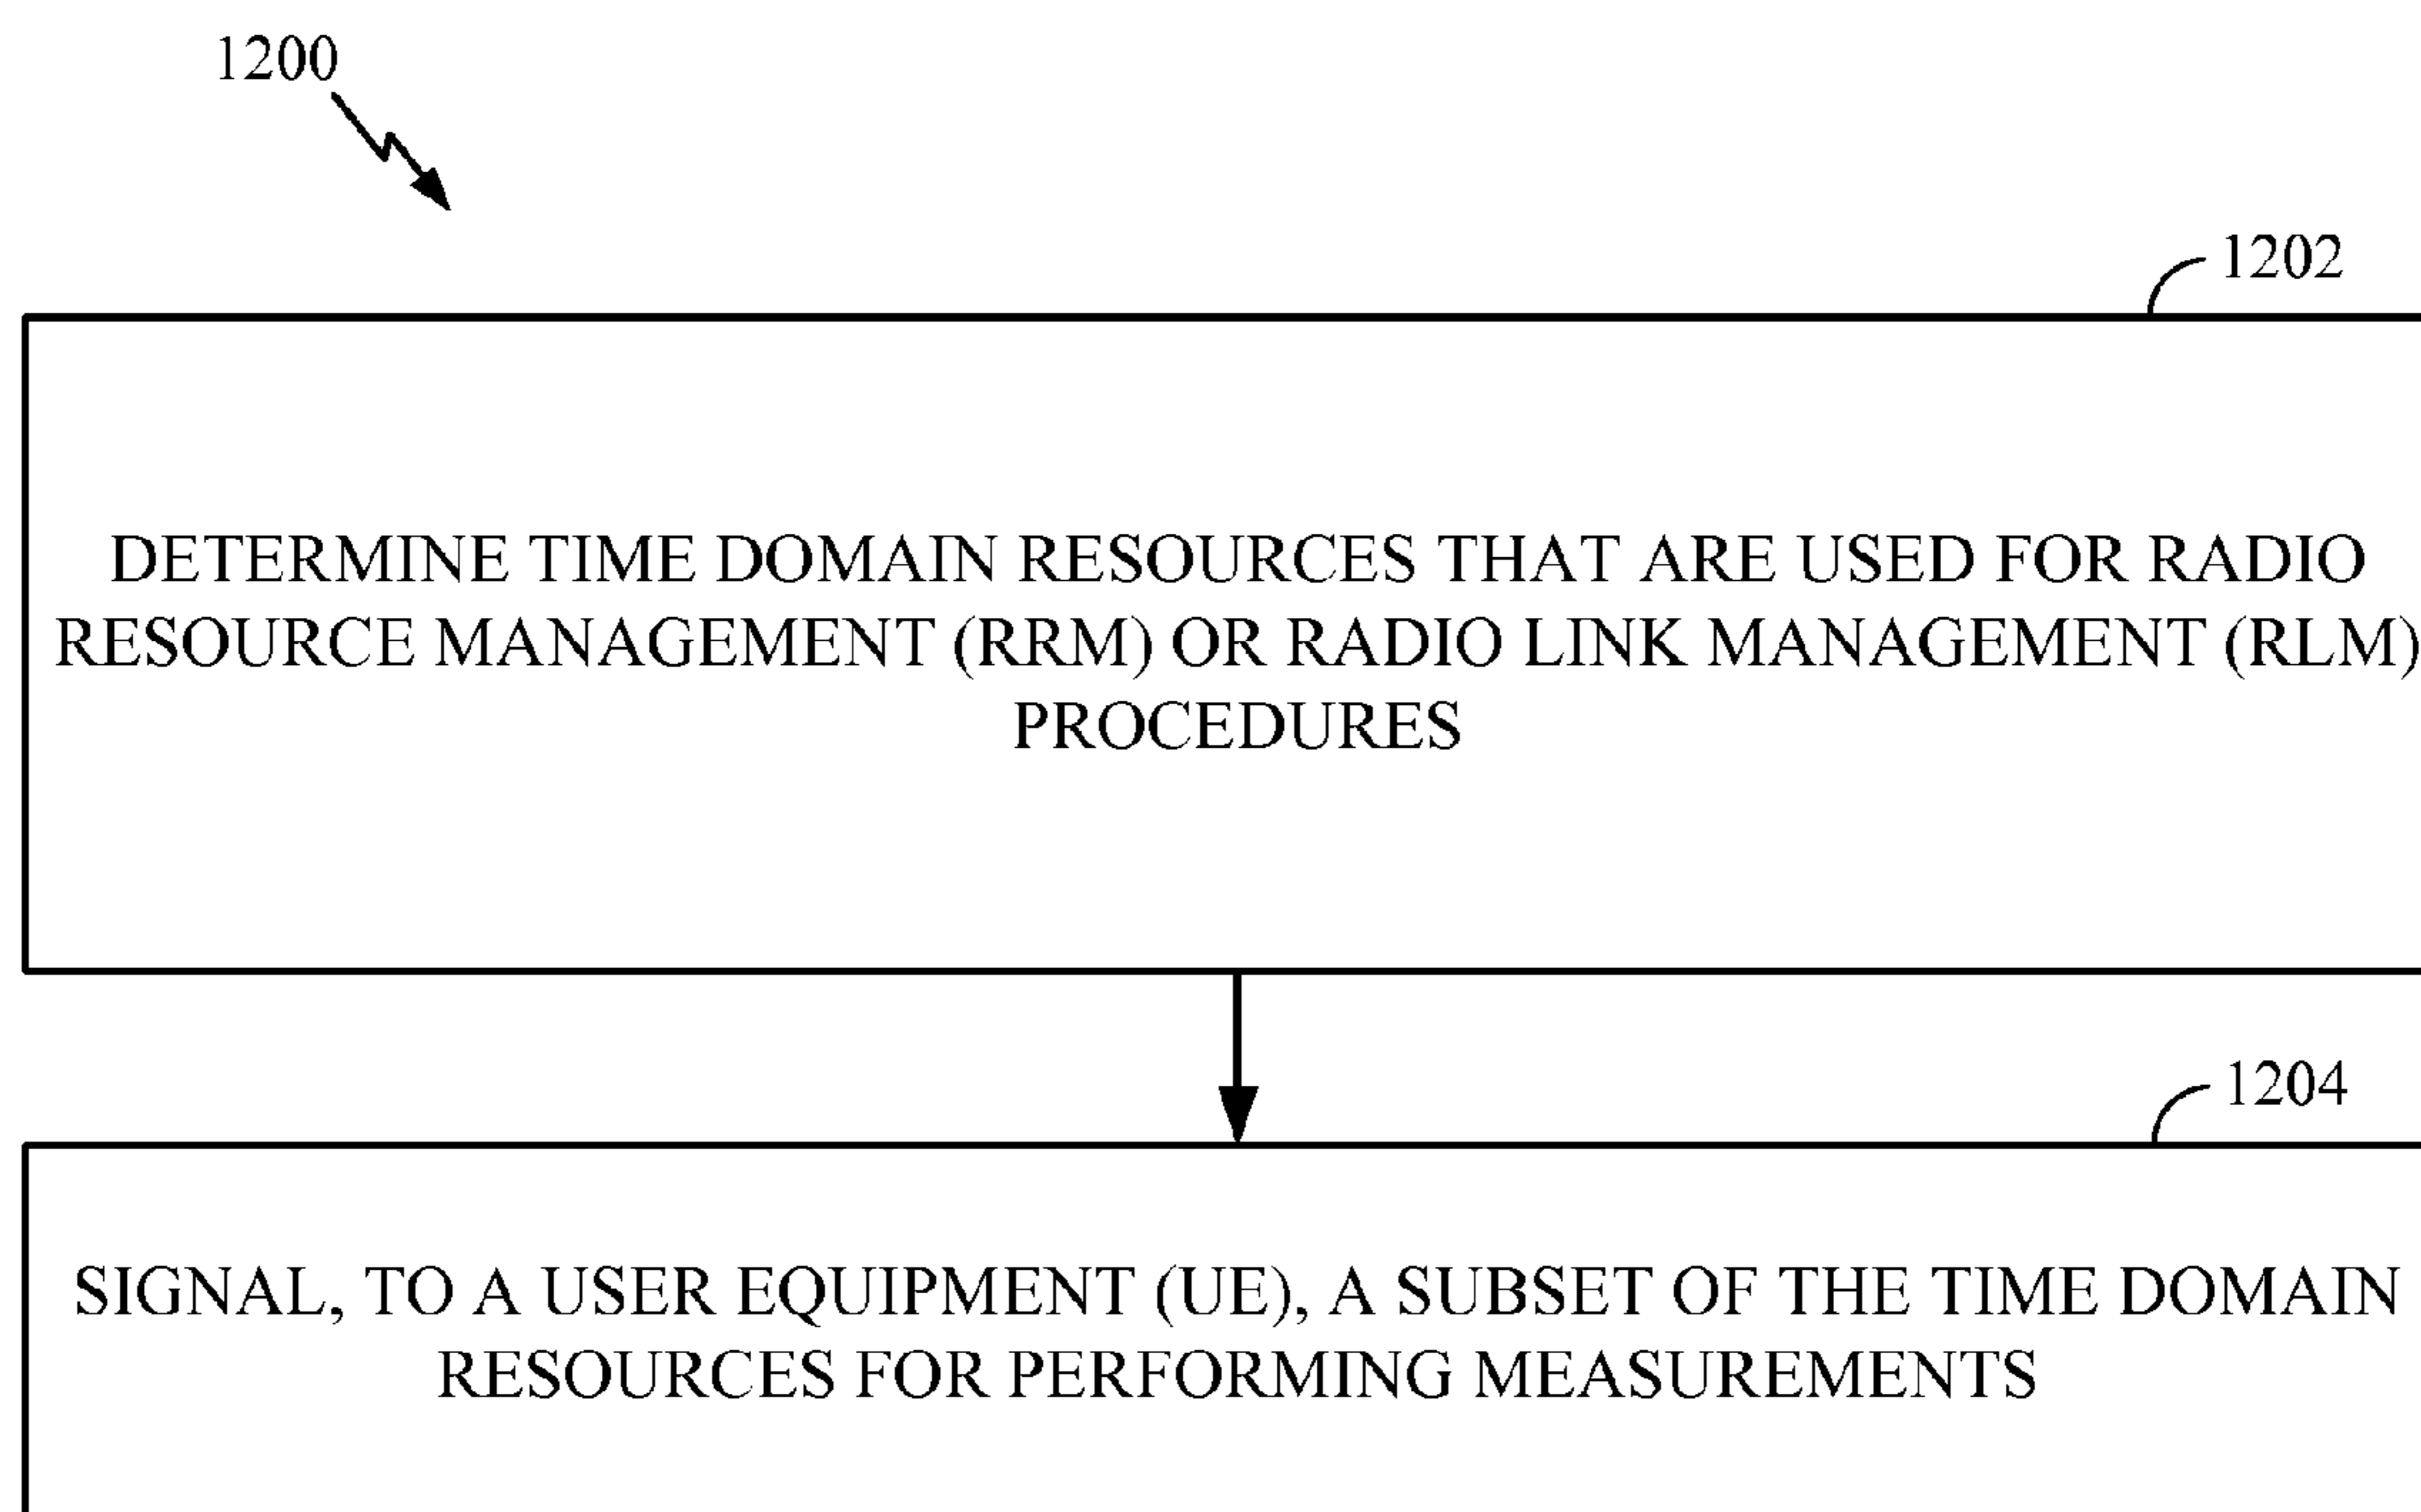 1200
1202
DETERMINE TIME DOMAIN RESOURCES THAT ARE USED FOR RADIO
RESOURCE MANAGEMENT (RRM) OR RADIO LINK MANAGEMENT (RLM)
PROCEDURES
1204
SIGNAL, TO A USER EQUIPMENT (UE), A SUBSET OF THE TIME DOMAIN
RESOURCES FOR PERFORMING MEASUREMENTS